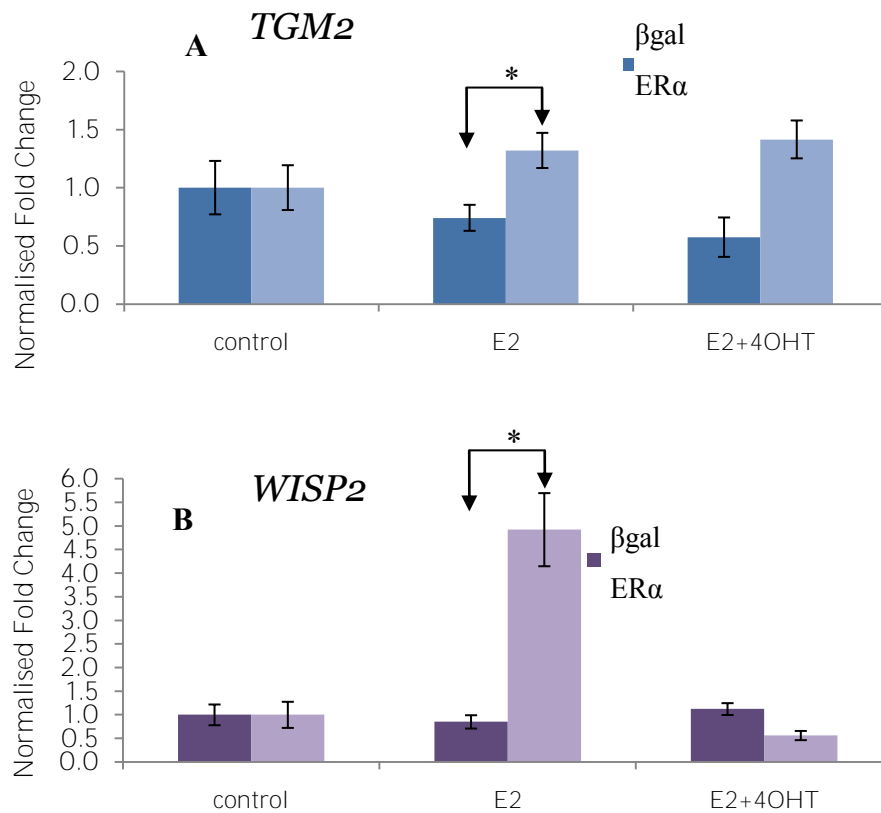 A TGM2
βgal
ERα
*
Normalised Fold Change
2.0
1.5
1.0
0.5
0.0
control E2 E2+4OHT
*
B WISP2
βgal
ERα
Normalised Fold Change
6.0
5.5
5.0
4.5
4.0
3.5
3.0
2.5
2.0
1.5
1.0
0.5
0.0
control E2 E2+4OHT